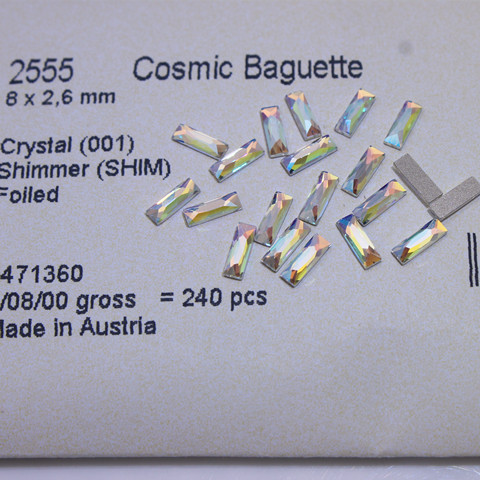 2555 Cosmic Baguette
8 x 2,6 mm
Crystal (001)
Shimmer (SHIM)
Foiled
471360
/08/00 gross = 240 pcs
Made in Austria